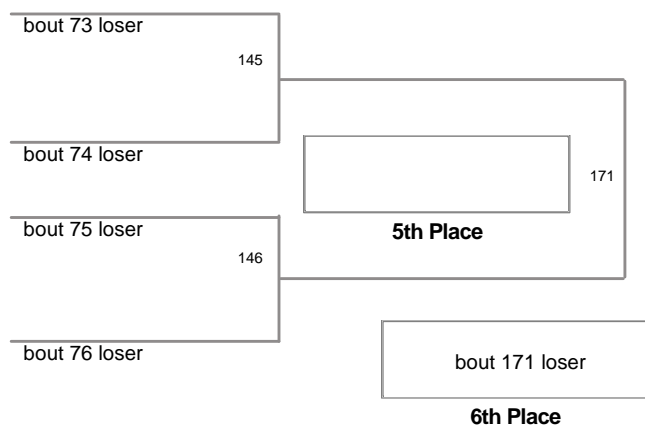 bout 73 loser
145
bout 74 loser
171
bout 75 loser
5th Place
146
bout 76 loser
bout 171 loser
6th Place